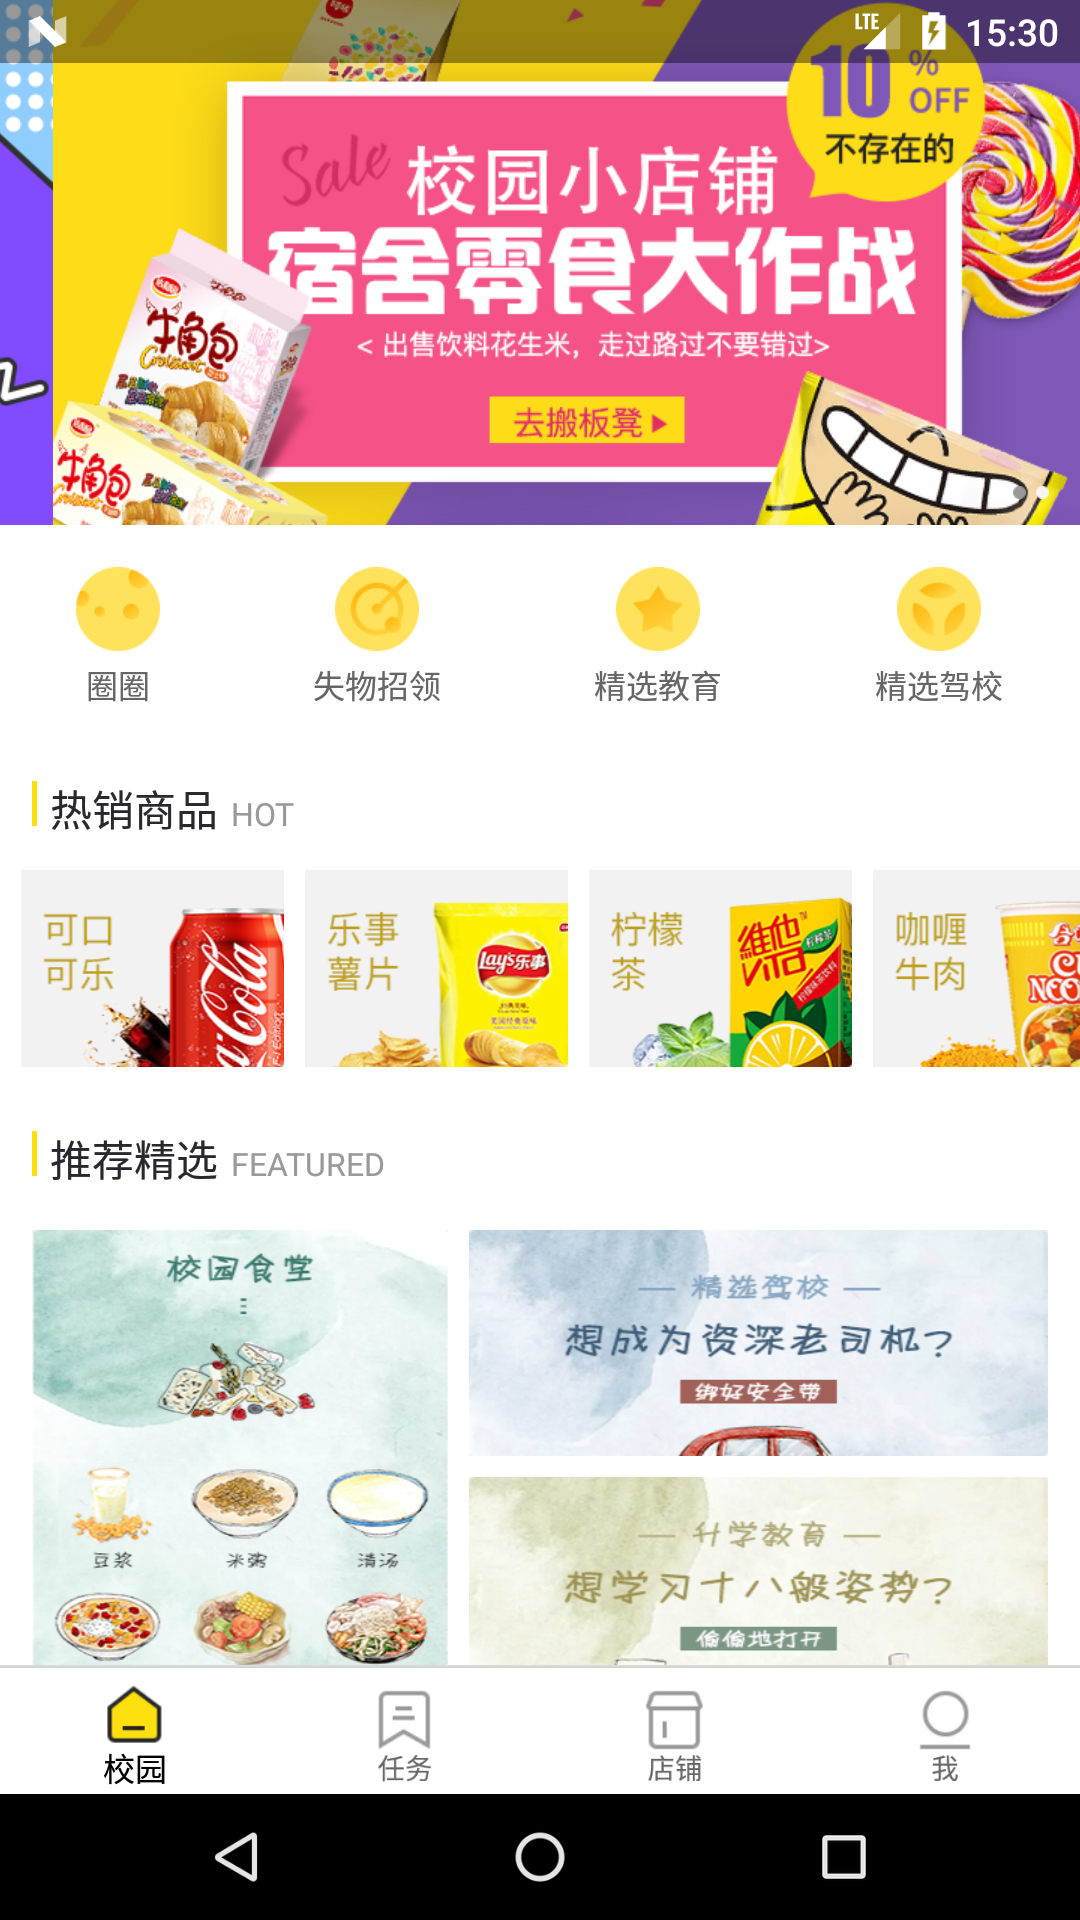 LTE
15:30
10
%
OFF
不存在的
Sale
校园小店铺
宿舍零食大作战
< 出售饮料花生米，走过路过不要错过>
去搬板凳
牛角包
Croissant
牛角包
圈圈
失物招领
精选教育
精选驾校
热销商品 HOT
可口
可乐
乐事
薯片
Lay's乐事
柠檬
茶
維他
VITA
柠檬茶
咖喱
牛肉
推荐精选 FEATURED
校园食堂
豆浆
米粥
清汤
精选驾校
想成为资深老司机?
绑好安全带
升学教育
想学习十八般姿势?
偷偷地打开
校园
任务
店铺
我